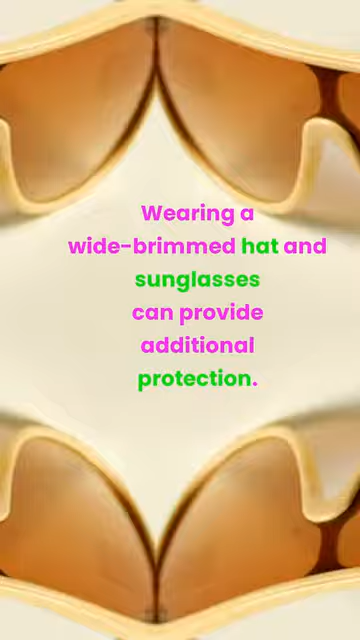 Wearing a
wide-brimmed hat and
sunglasses
can provide
additional
protection.